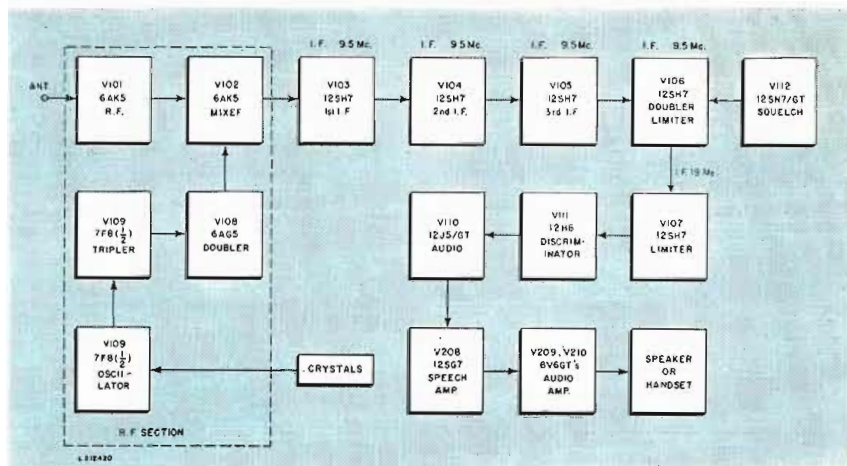 I.F. 9.5 Mc.
I.F. 9.5 Mc.
I.F. 9.5 Mc.
I.F. 9.5 Mc.
ANT.
V101
6AK5
R.F.
V102
6AK5
MIXER
V103
12SH7
1st I.F
V104
12SH7
2nd I.F.
V105
12SH7
3rd I.F
V106
12SH7
DOUBLER
LIMITER
V112
12SN7/GT
SQUELCH
I.F. 19 Mc.
V109
7F8(½)
TRIPLER
V108
6AG5
DOUBLER
V110
12J5/GT
AUDIO
V111
12H6
DISCRIM-
INATOR
V107
12SH7
LIMITER
V109
7F8(½)
OSCIL-
LATOR
CRYSTALS
V208
12SG7
SPEECH
AMP.
V209, V210
6V6GT's
AUDIO
AMP.
SPEAKER
OR
HANDSET
R.F. SECTION
L312420